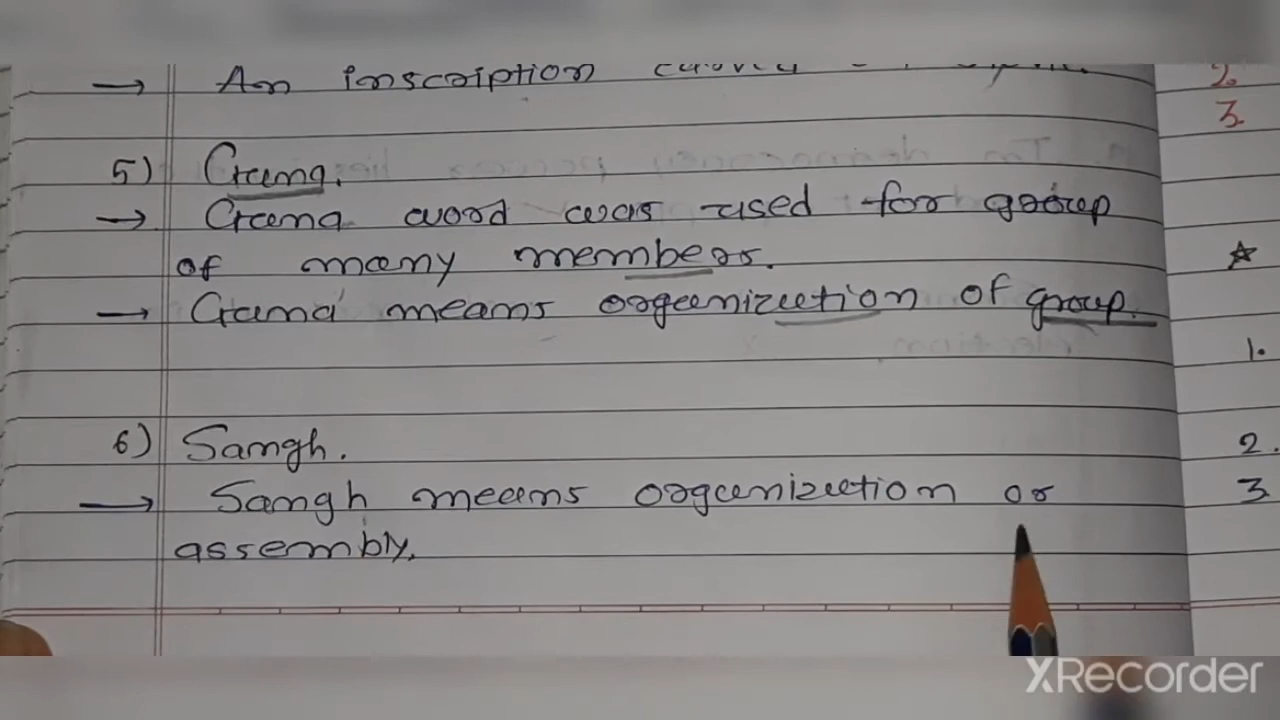 → An inscription
2.
3
5) Gana.
→ Gana word was used for group
of many members.
→ Gana means organization of group.
1.
6) Samgh.
2.
→ Samgh means organization or
3
assembly.
XRecorder